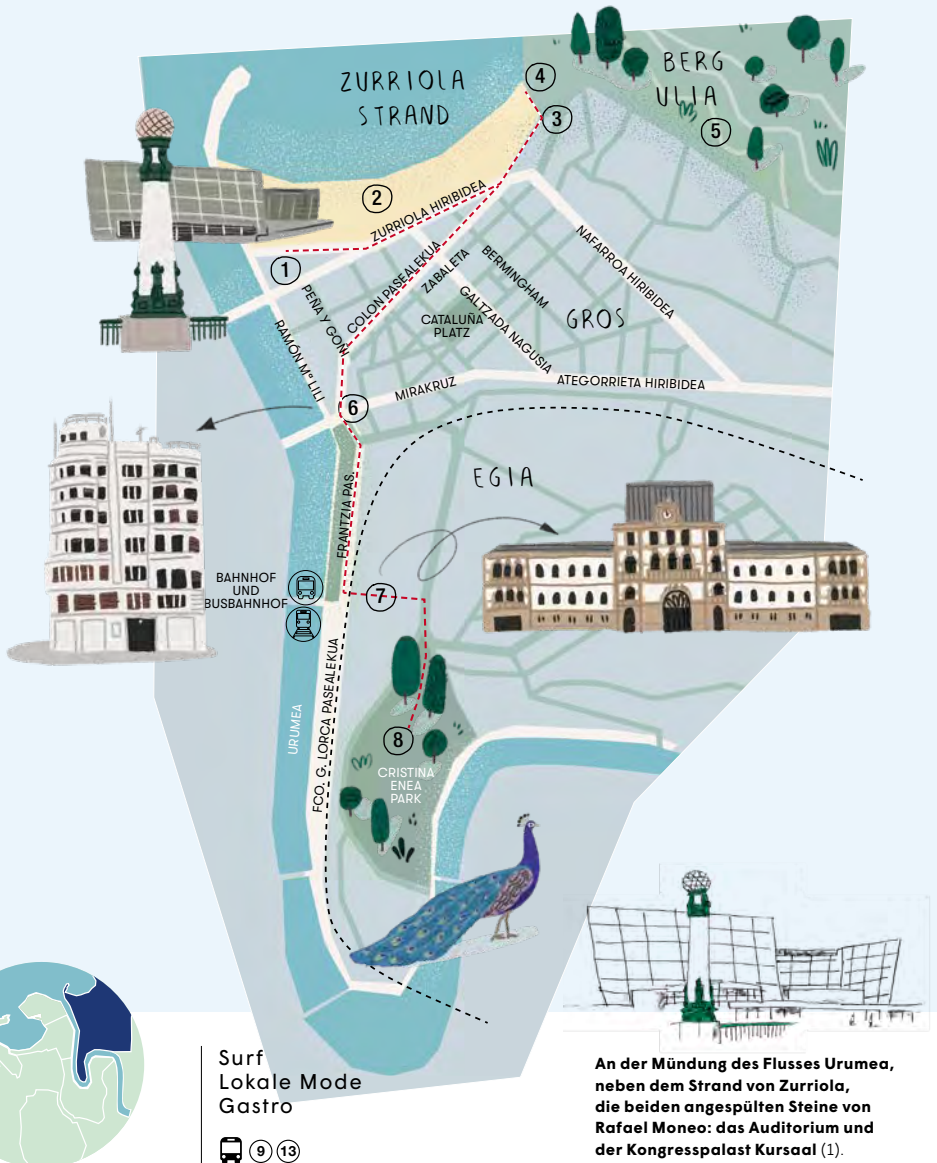 ZURRIOLA
STRAND
BERG
ULIA
4
3
5
2
ZURRIOLA HIRIBIDEA
1
PEÑA Y GOÑI
COLON PASEALEKUA
ZABALETA
BERMINGHAM
NAFARROA HIRIBIDEA
GALTZADA NAGUSIA
CATALUÑA
PLATZ
GROS
RAMÓN Mª LILI
MIRAKRUZ
ATEGORRIETA HIRIBIDEA
6
EGIA
FRANTZIA PAS.
BAHNHOF
UND
BUSBAHNHOF
7
URUMEA
FCO. G. LORCA PASEALEKUA
8
CRISTINA
ENEA
PARK
Surf
Lokale Mode
Gastro
9 13
An der Mündung des Flusses Urumea,
neben dem Strand von Zurriola,
die beiden angespülten Steine von
Rafael Moneo: das Auditorium und
der Kongresspalast Kursaal (1).